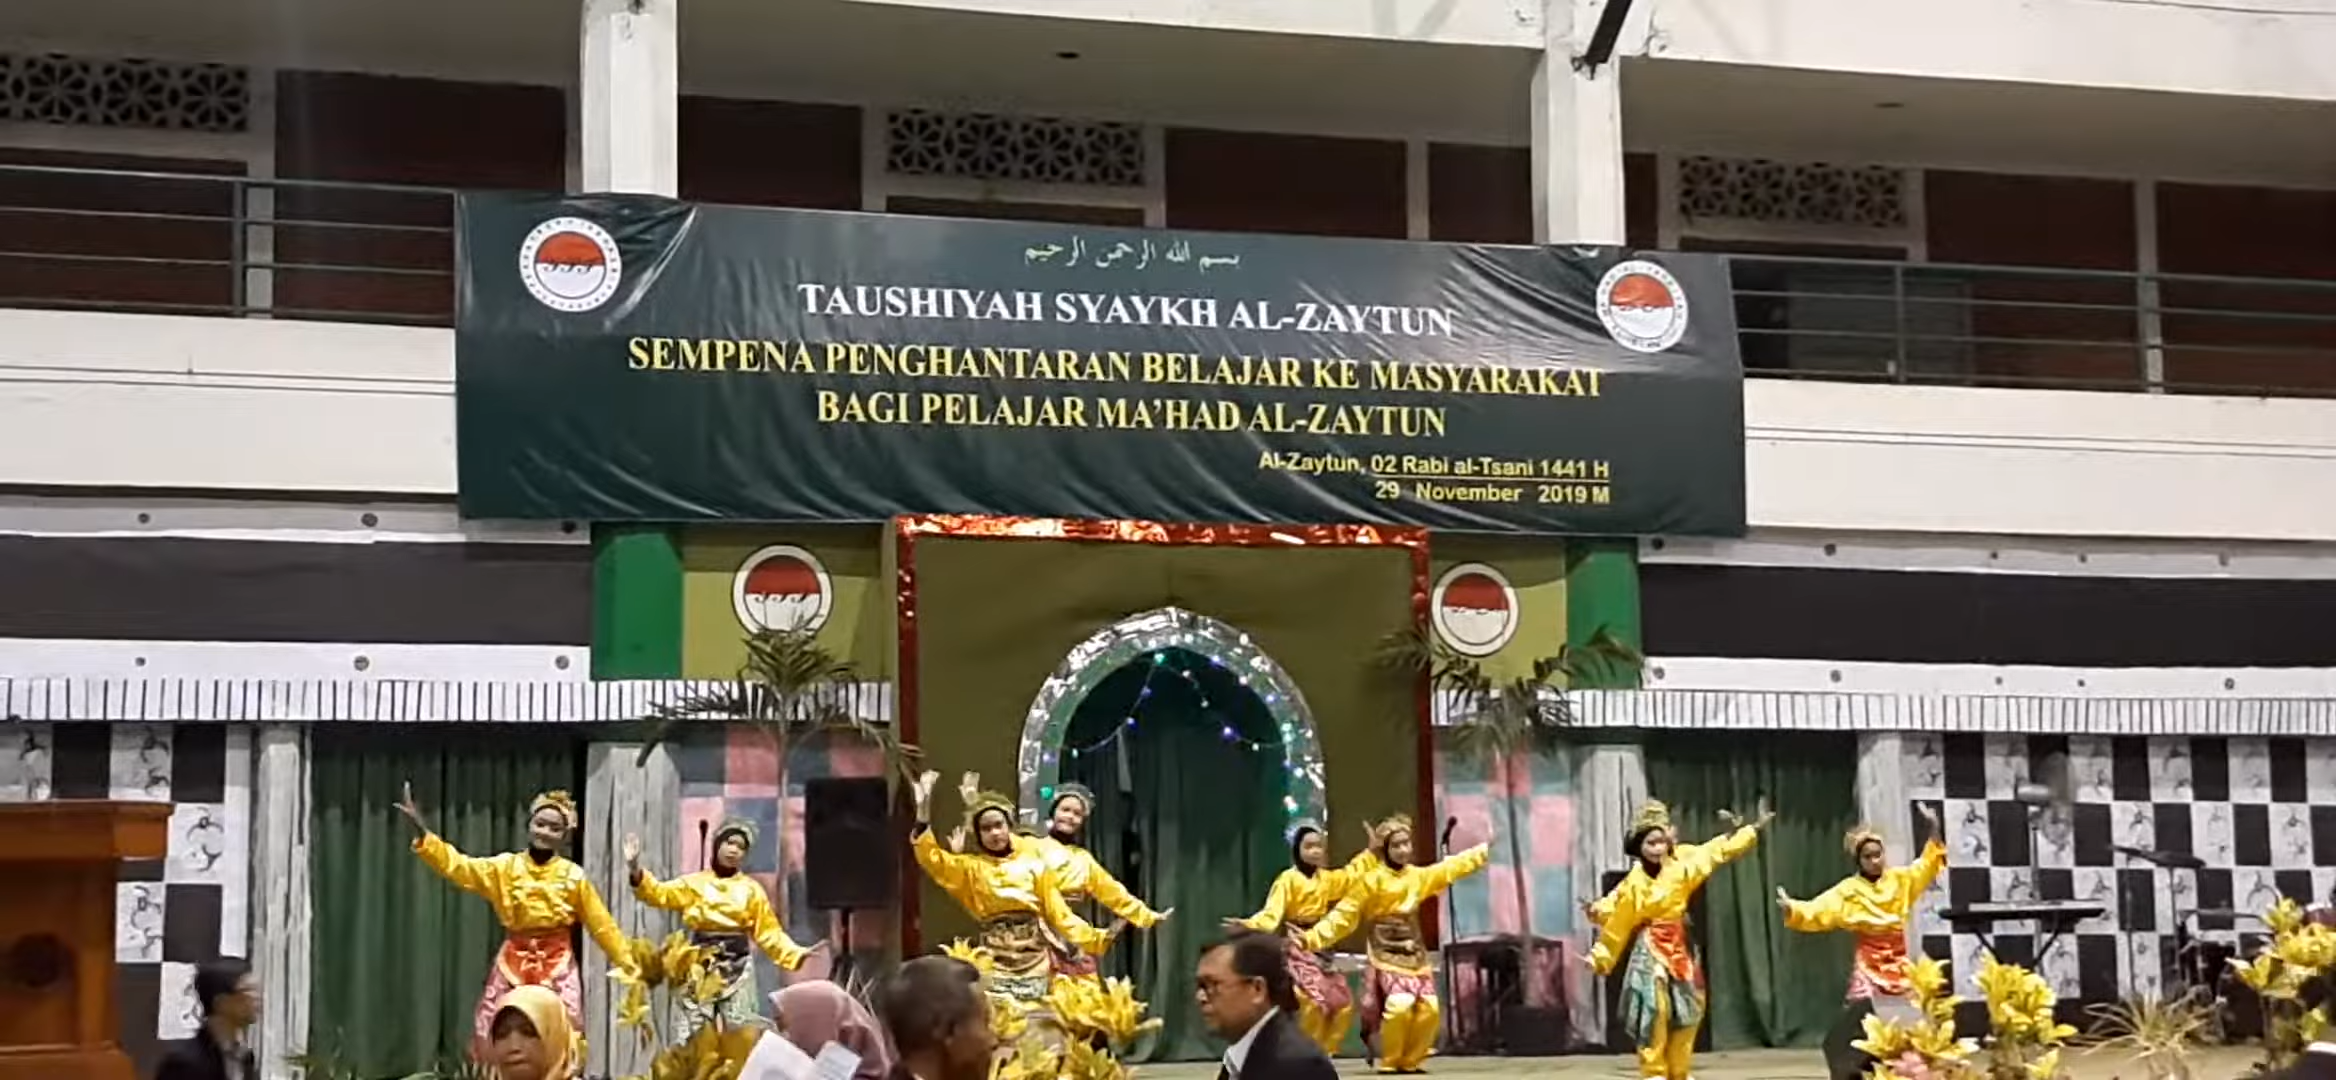 بسم الله الرحمن الرحيم
TAUSHIYAH SYAYKH AL-ZAYTUN
SEMPENA PENGHANTARAN BELAJAR KE MASYARAKAT
BAGI PELAJAR MA'HAD AL-ZAYTUN
Al-Zaytun, 02 Rabi al-Tsani 1441 H
29 November 2019 M